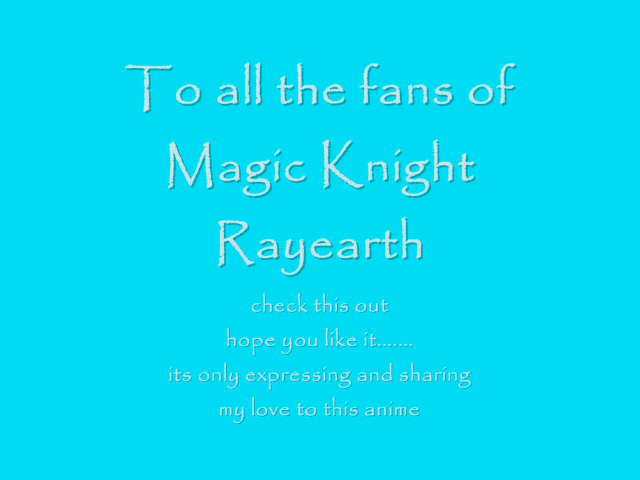 To all the fans of
Magic Knight
Rayearth
check this out
hope you like it.......
its only expressing and sharing
my love to this anime